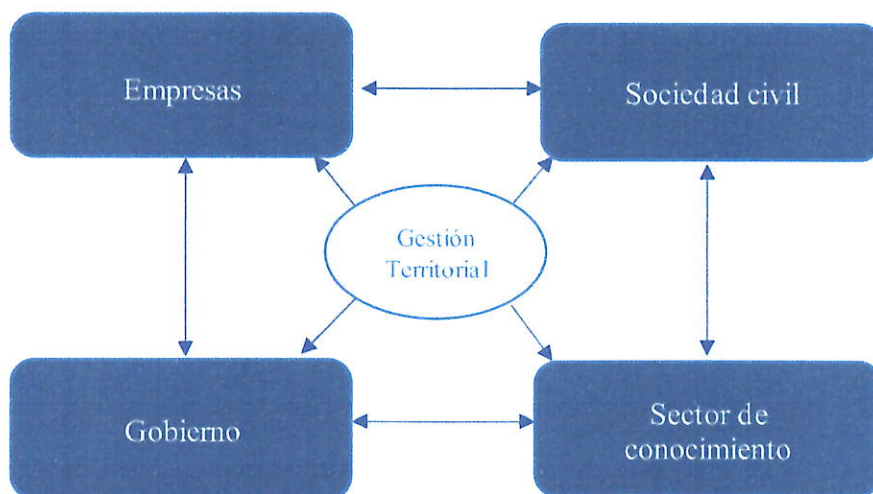 Empresas
Sociedad civil
Gestión
Territorial
Gobierno
Sector de
conocimiento